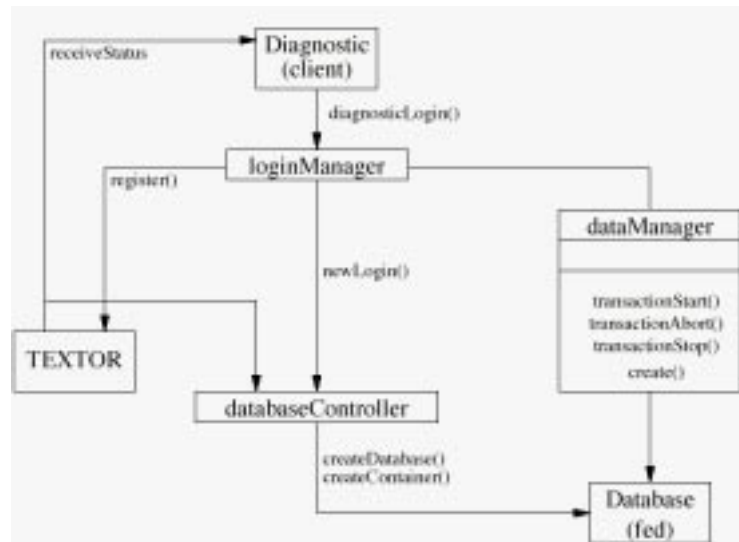 Diagnostic
(client)
receiveStatus
diagnosticLogin()
loginManager
register()
dataManager
newLogin()
transactionStart()
transactionAbort()
transactionStop()
create()
TEXTOR
databaseController
createDatabase()
createContainer()
Database
(fed)